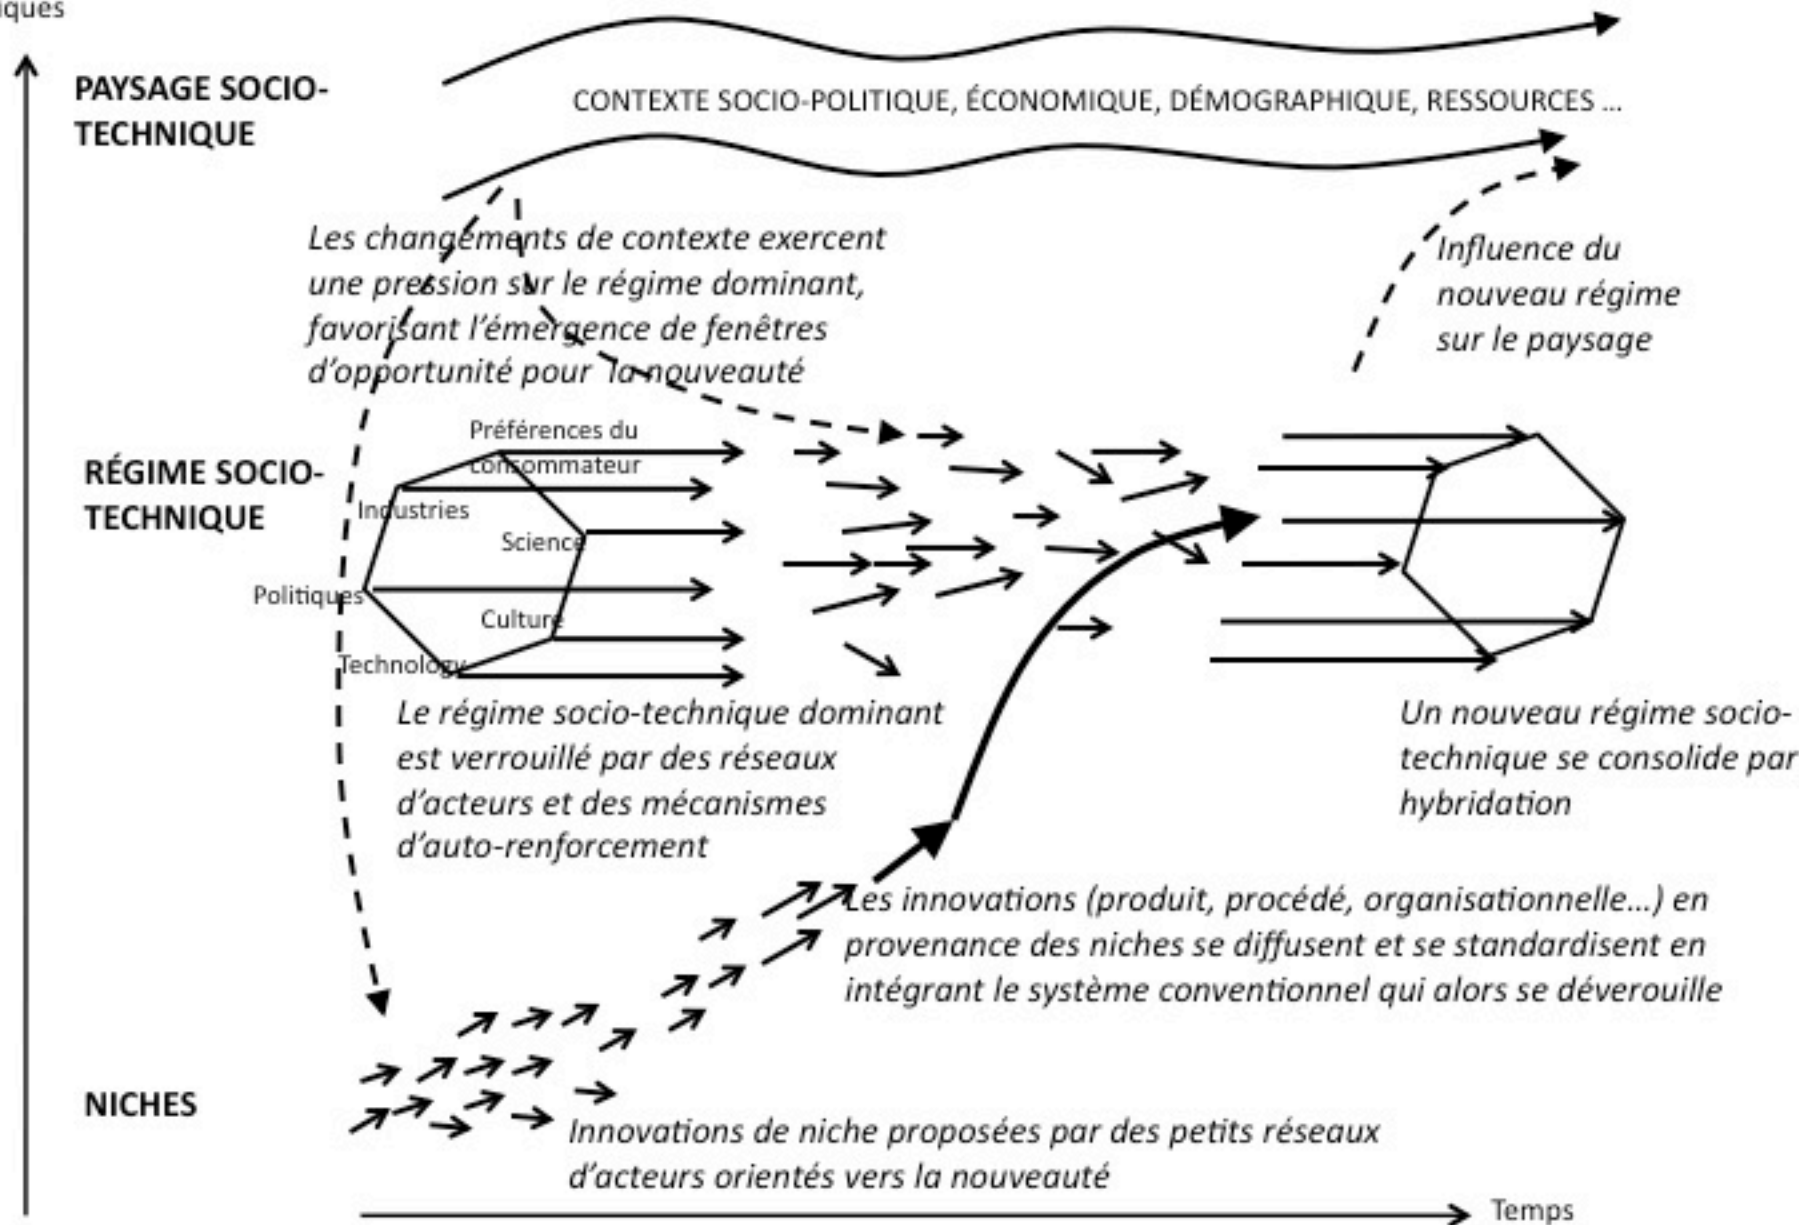 PAYSAGE SOCIO-
TECHNIQUE
CONTEXTE SOCIO-POLITIQUE, ÉCONOMIQUE, DÉMOGRAPHIQUE, RESSOURCES ...
Les changements de contexte exercent
une pression sur le régime dominant,
favorisant l'émergence de fenêtres
d'opportunité pour la nouveauté
Influence du
nouveau régime
sur le paysage
RÉGIME SOCIO-
TECHNIQUE
Préférences du
consommateur
Industries
Science
Politiques
Culture
Technology
Le régime socio-technique dominant
est verrouillé par des réseaux
d'acteurs et des mécanismes
d'auto-renforcement
Un nouveau régime socio-
technique se consolide par
hybridation
Les innovations (produit, procédé, organisationnelle...) en
provenance des niches se diffusent et se standardisent en
intégrant le système conventionnel qui alors se déverouille
NICHES
Innovations de niche proposées par des petits réseaux
d'acteurs orientés vers la nouveauté
Temps